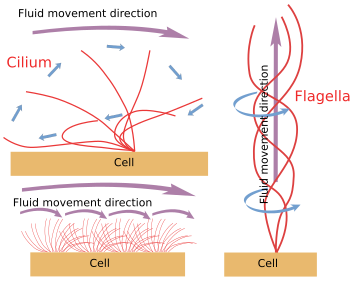 Fluid movement direction
Cilium
Cell
Fluid movement direction
Cell
Fluid movement direction
Flagella
Cell